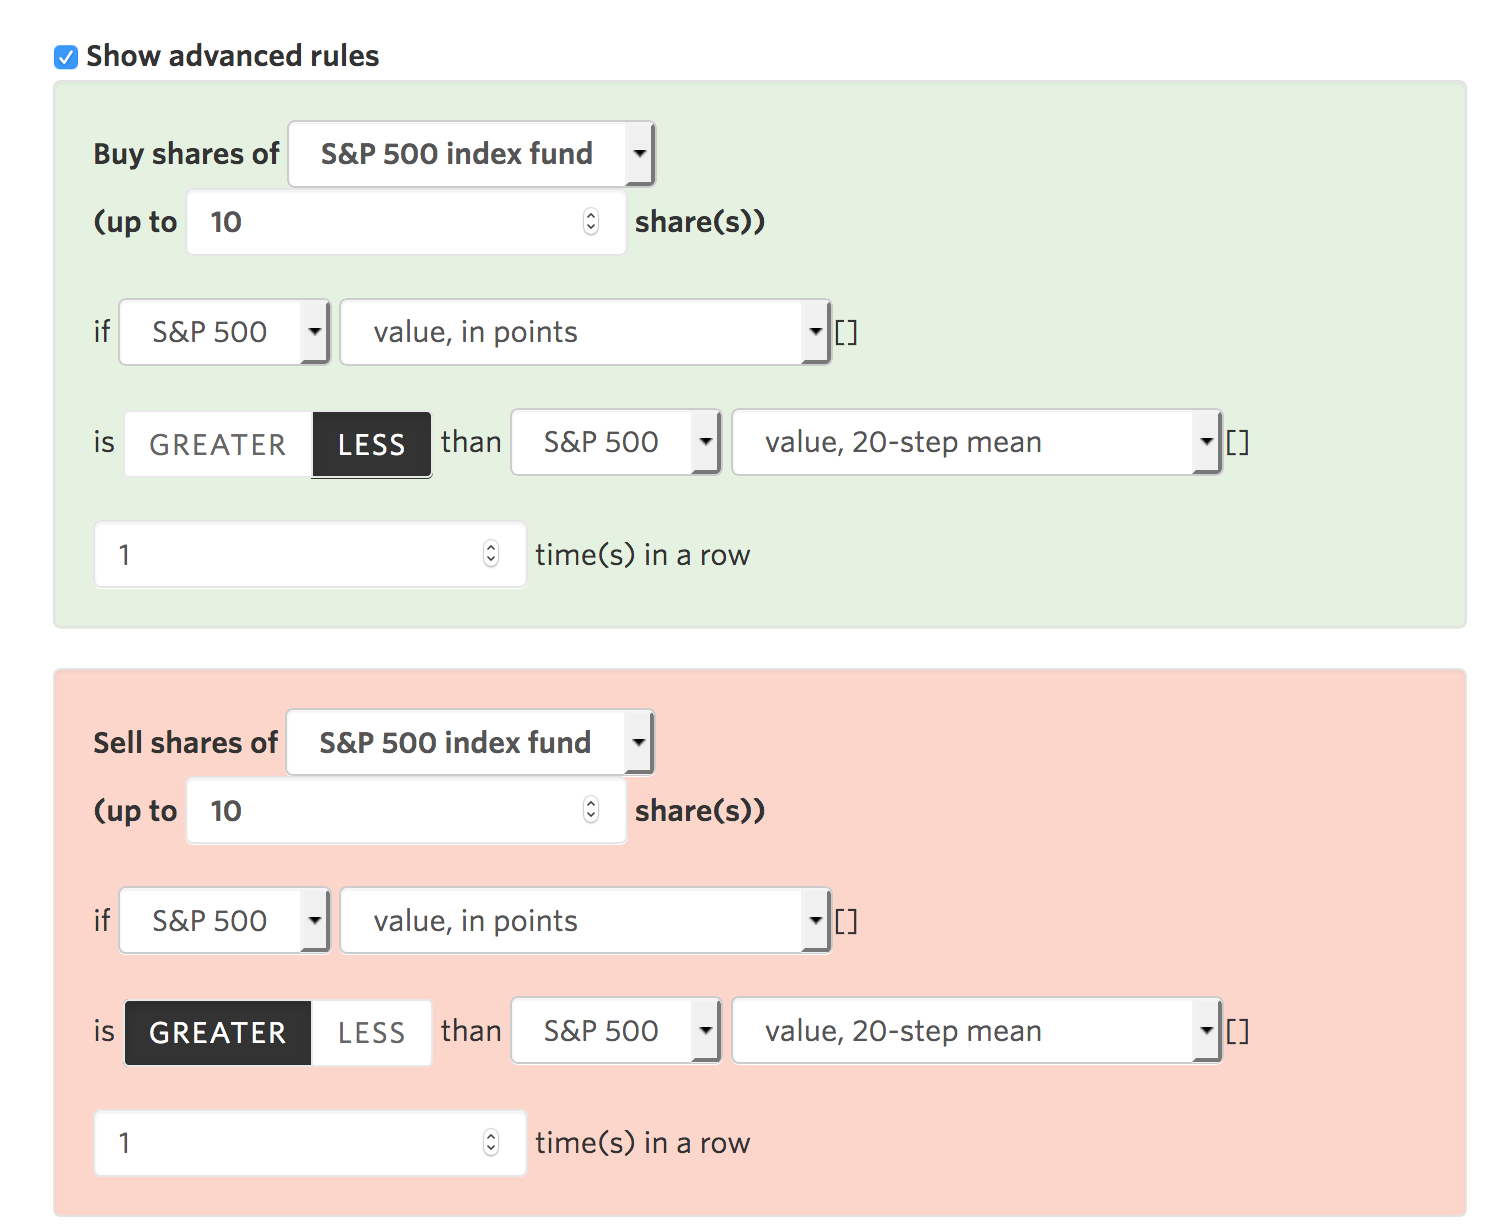 Show advanced rules
Buy shares of S&P 500 index fund
(up to 10 share(s))
if S&P 500 value, in points []
is GREATER LESS than S&P 500 value, 20-step mean []
1 time(s) in a row
Sell shares of S&P 500 index fund
(up to 10 share(s))
if S&P 500 value, in points []
is GREATER LESS than S&P 500 value, 20-step mean []
1 time(s) in a row